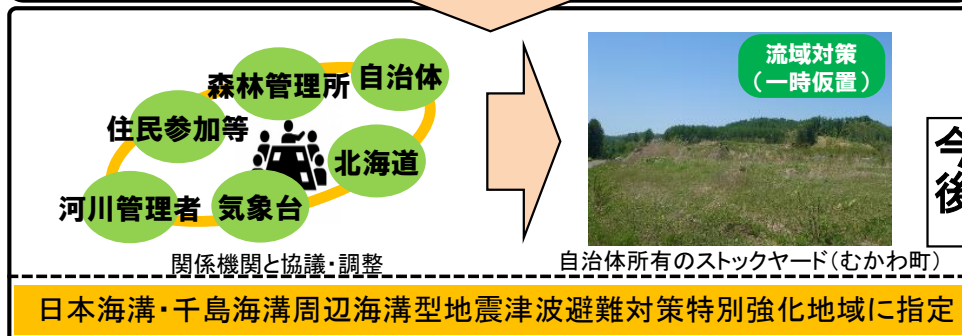 森林管理所
自治体
住民参加等
北海道
河川管理者
気象台
関係機関と協議・調整
流域対策
（一時仮置）
自治体所有のストックヤード（むかわ町）
今
後
日本海溝・千島海溝周辺海溝型地震津波避難対策特別強化地域に指定